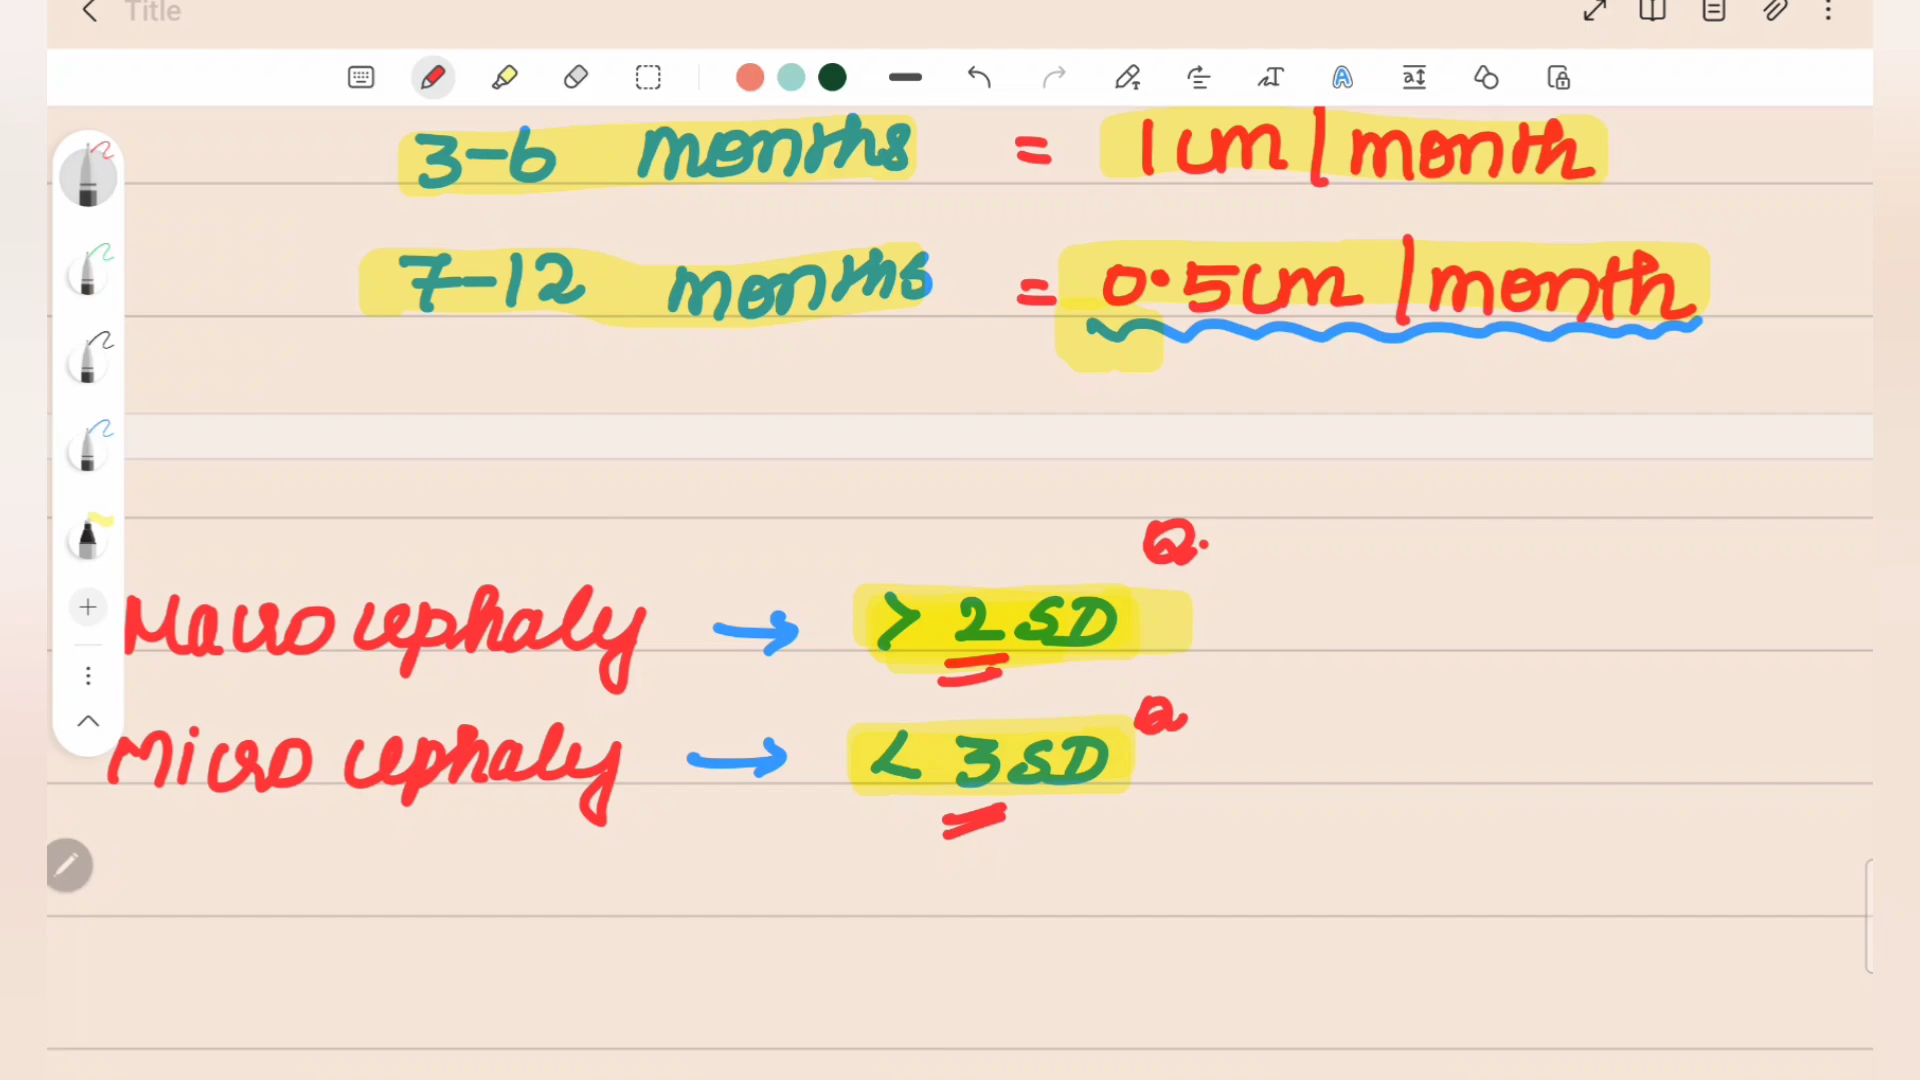 Title
3-6 months = 1 cm / month
7-12 months = 0.5 cm / month
Q.
Macrocephaly → > 2 SD
Q
Microcephaly → < 3 SD